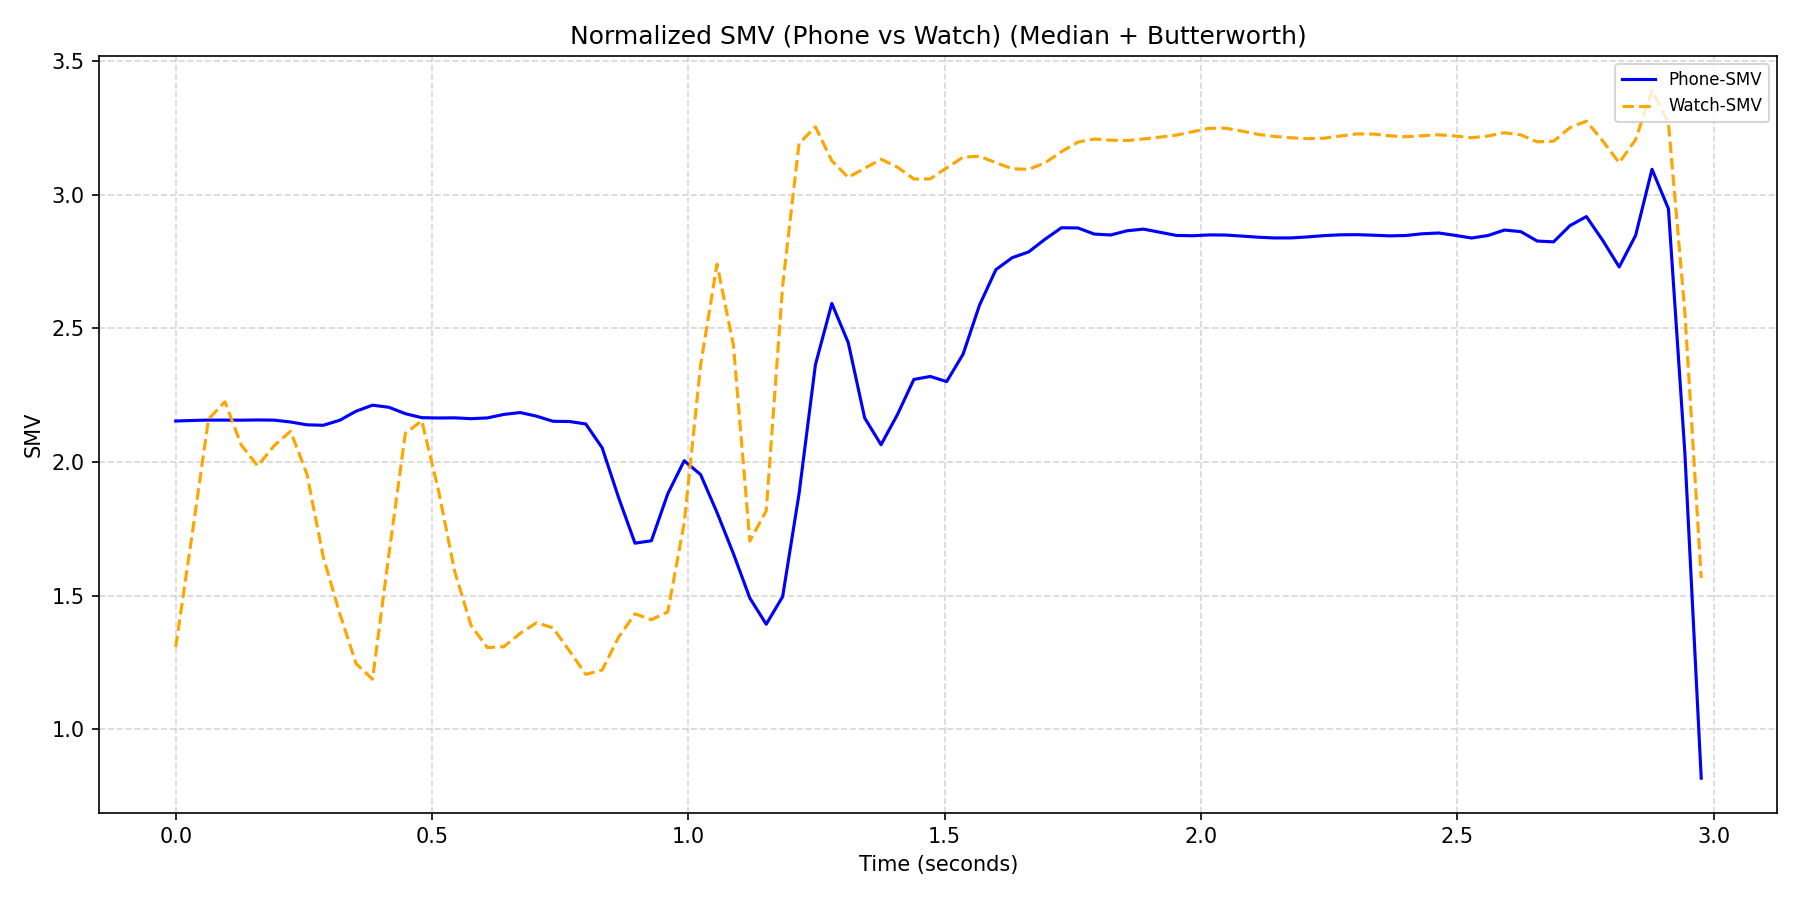 Normalized SMV (Phone vs Watch) (Median + Butterworth)
Phone-SMV
Watch-SMV
3.5
3.0
2.5
2.0
1.5
1.0
SMV
0.0 0.5 1.0 1.5 2.0 2.5 3.0
Time (seconds)